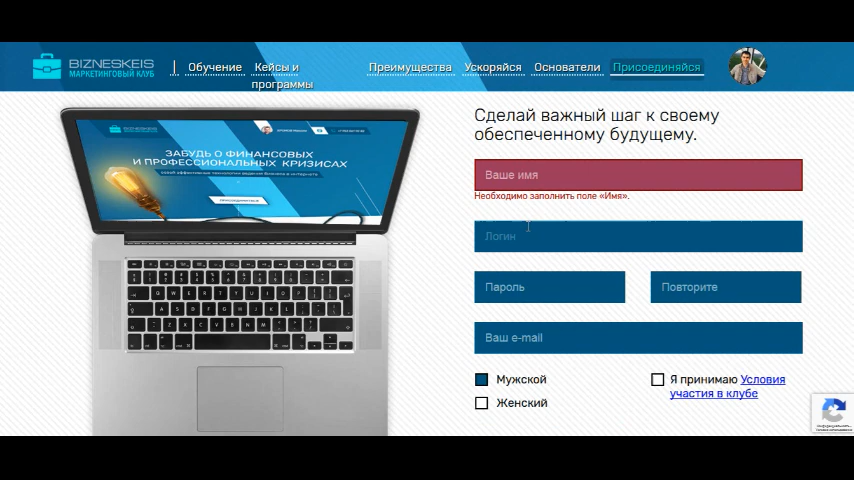 BIZNESKEIS
МАРКЕТИНГОВЫЙ КЛУБ
Обучение
Кейсы и
программы
Преимущества
Ускоряйся
Основатели
Присоединяйся
BIZNESKEIS
ЗАБУДЬ О ФИНАНСОВЫХ
И ПРОФЕССИОНАЛЬНЫХ КРИЗИСАХ
Сделай важный шаг к своему
обеспеченному будущему.
Ваше имя
Необходимо заполнить поле «Имя».
Логин
Пароль
Повторите
Ваш e-mail
Мужской
Женский
Я принимаю Условия
участия в клубе